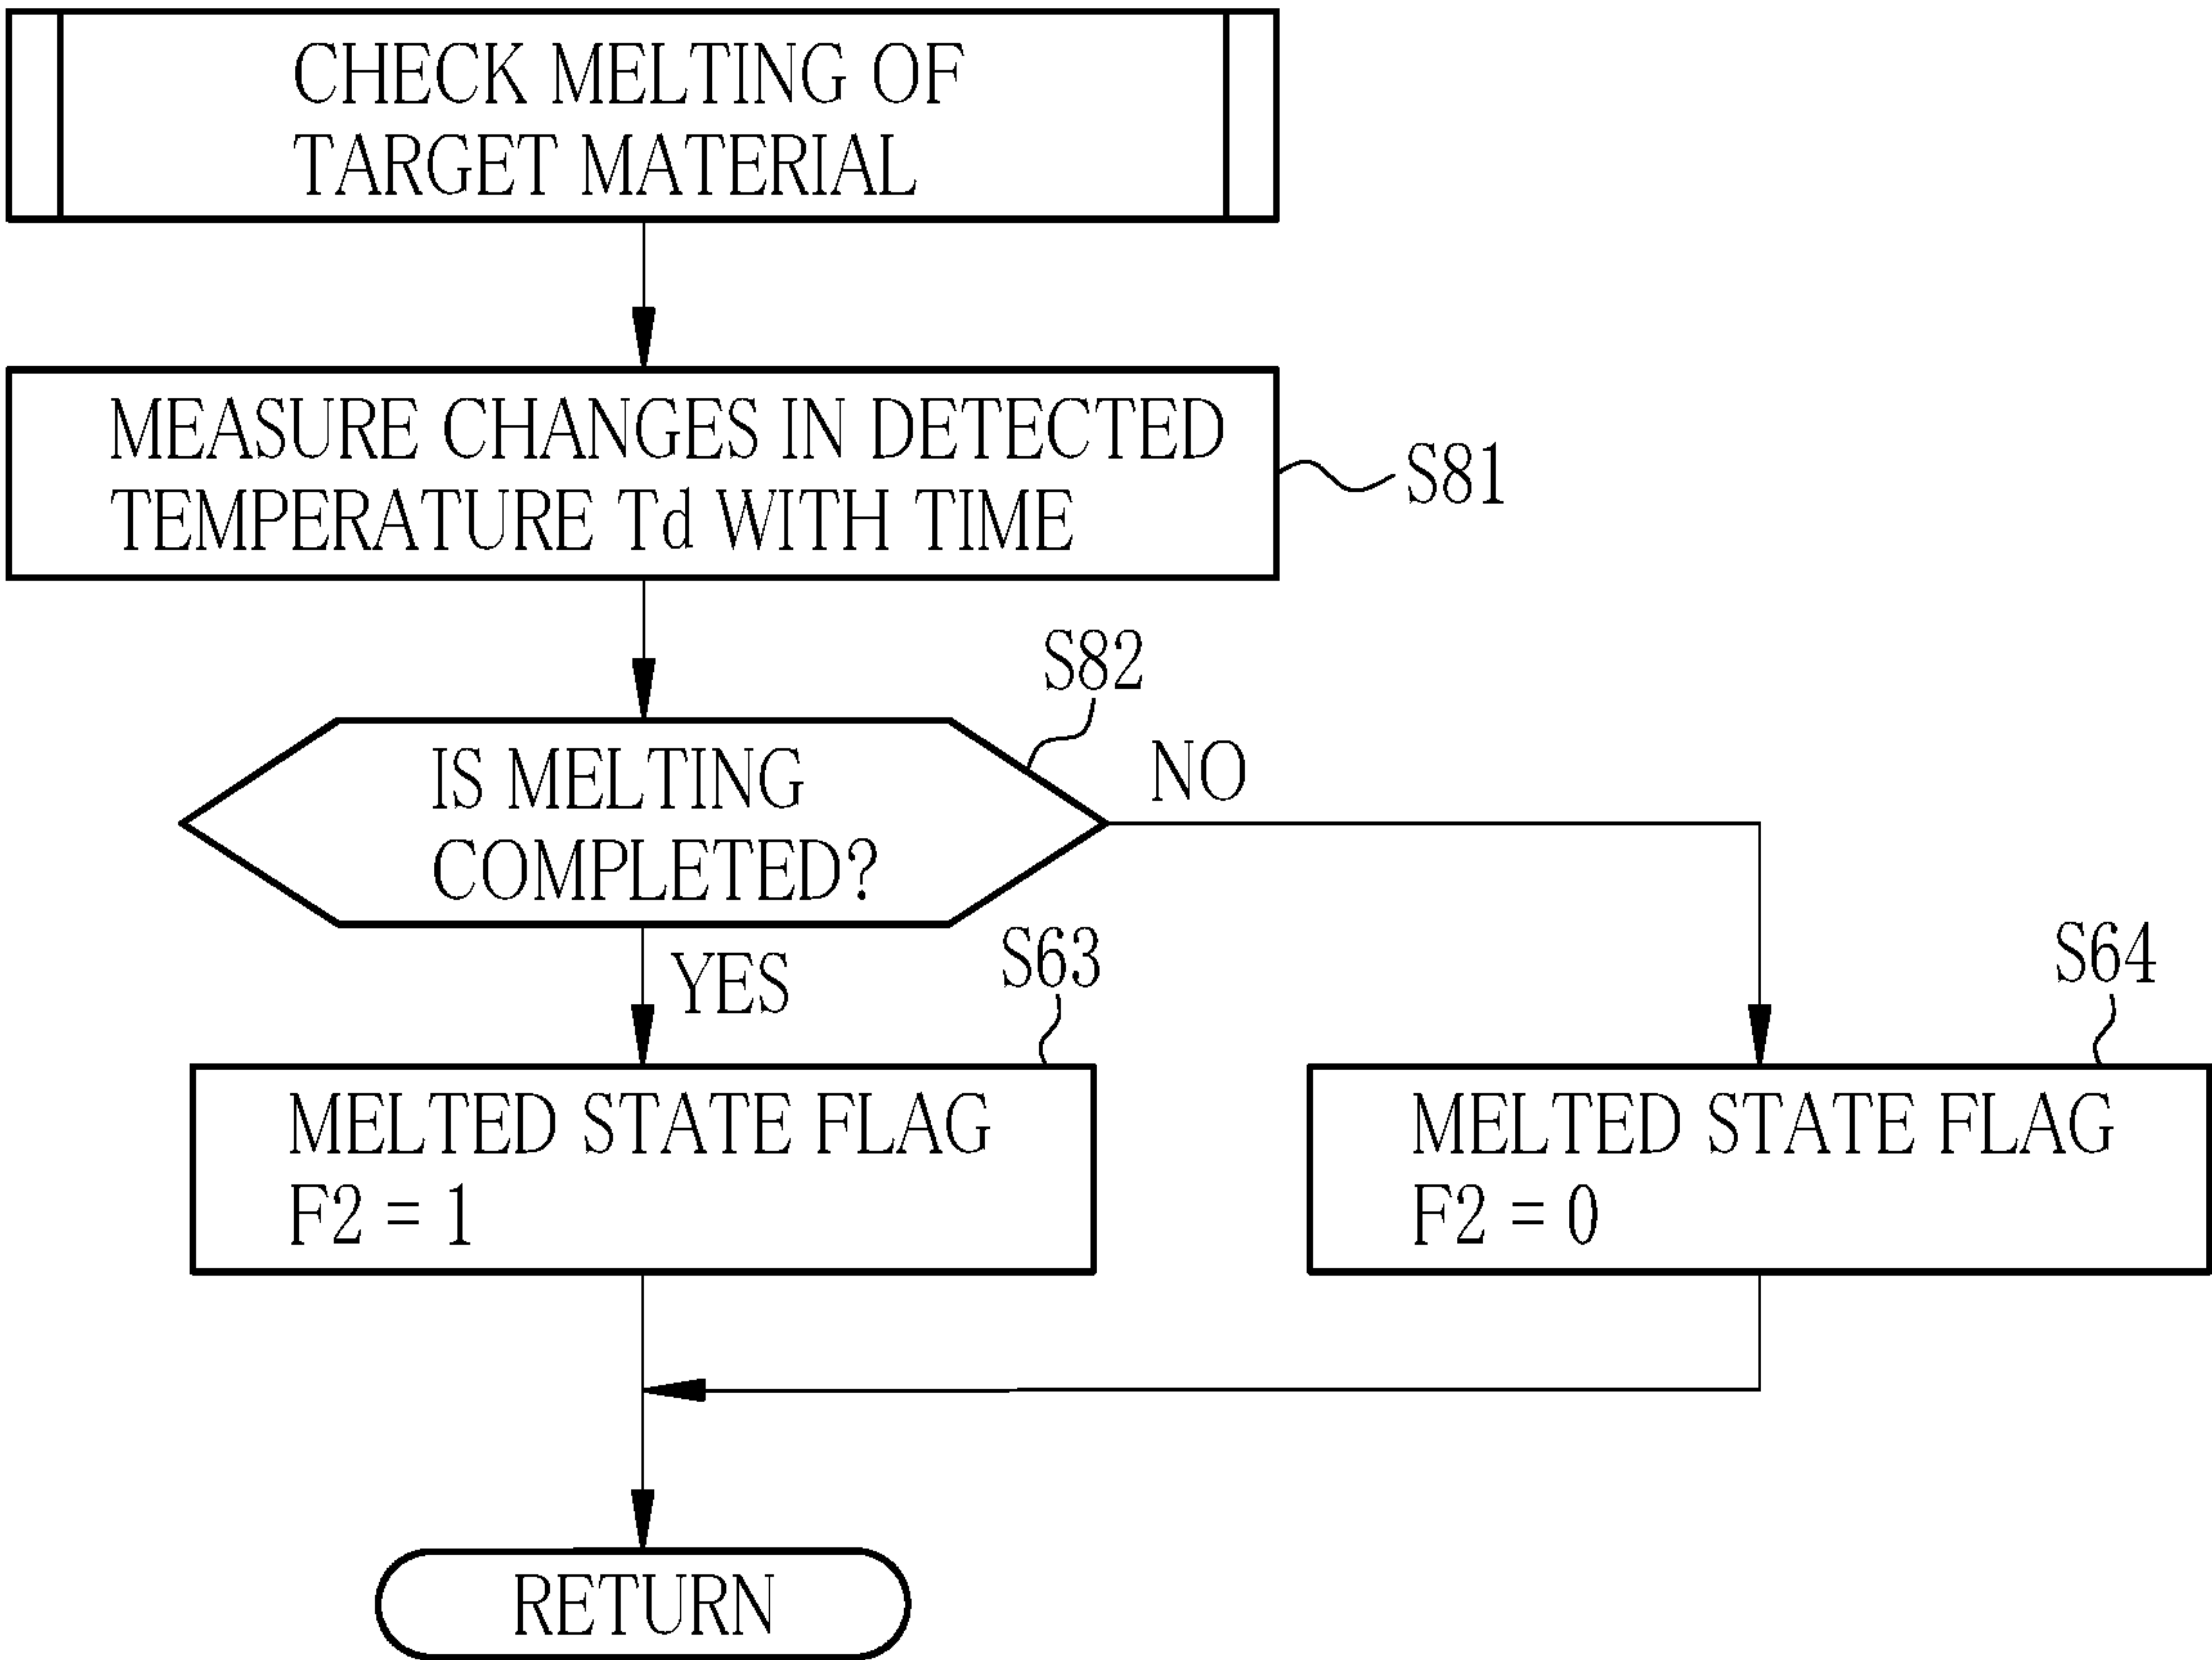 CHECK MELTING OF
TARGET MATERIAL
MEASURE CHANGES IN DETECTED
TEMPERATURE Td WITH TIME
S81
S82
IS MELTING
COMPLETED?
NO
YES
S63
S64
MELTED STATE FLAG
F2 = 1
MELTED STATE FLAG
F2 = 0
RETURN